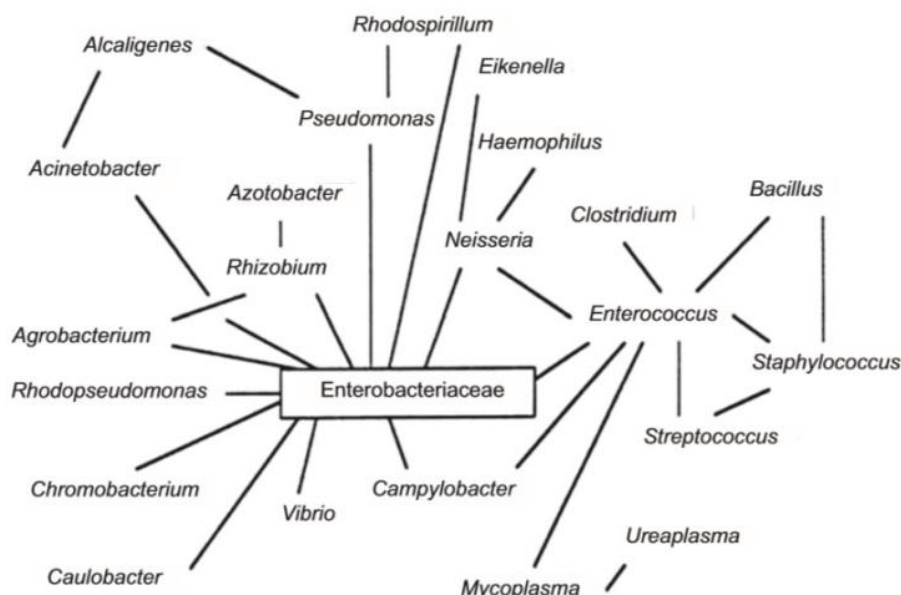 Rhodospirillum
Alcaligenes
Eikenella
Pseudomonas
Haemophilus
Acinetobacter
Azotobacter
Bacillus
Clostridium
Neisseria
Rhizobium
Enterococcus
Agrobacterium
Staphylococcus
Rhodopseudomonas
Enterobacteriaceae
Streptococcus
Chromobacterium
Campylobacter
Vibrio
Ureaplasma
Caulobacter
Mycoplasma